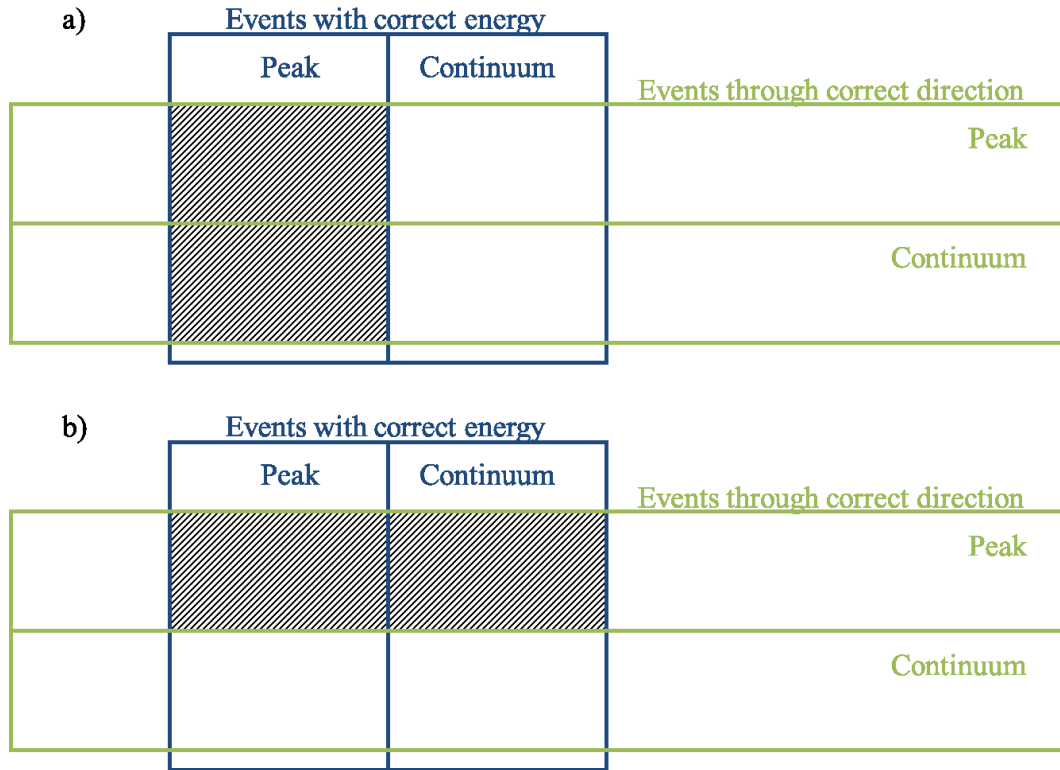 a)
Events with correct energy
Peak
Continuum
Events through correct direction
Peak
Continuum
b)
Events with correct energy
Peak
Continuum
Events through correct direction
Peak
Continuum